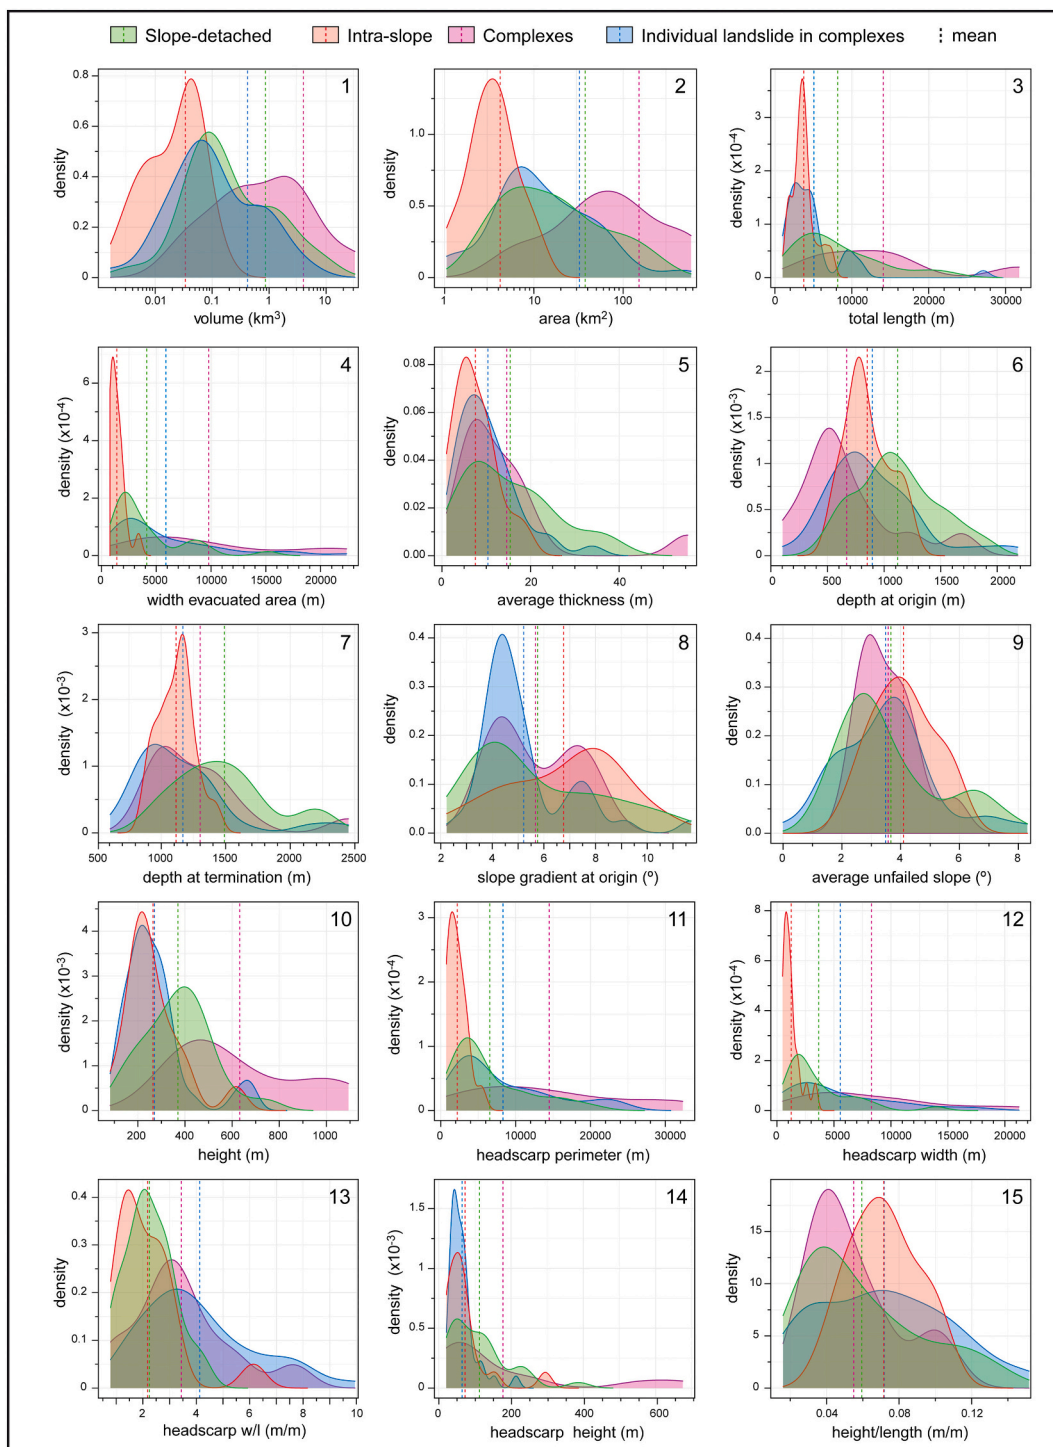 Slope-detached Intra-slope Complexes Individual landslide in complexes mean
1
density
0.8
0.6
0.4
0.2
0
0.01 0.1 1 10
volume (km³)
2
density
1.0
0.5
0
1 10 100
area (km²)
3
density (x10⁻⁴)
3
2
1
0
0 10000 20000 30000
total length (m)
4
density (x10⁻⁴)
6
4
2
0
0 5000 10000 15000 20000
width evacuated area (m)
5
density
0.08
0.06
0.04
0.02
0.00
0 20 40
average thickness (m)
6
density (x10⁻³)
2
1.5
1
0.5
0
500 1000 1500 2000
depth at origin (m)
7
density (x10⁻³)
3
2
1
0
500 1000 1500 2000 2500
depth at termination (m)
8
density
0.4
0.3
0.2
0.1
0.0
2 4 6 8 10
slope gradient at origin (º)
9
density
0.4
0.3
0.2
0.1
0.0
0 2 4 6 8
average unfailed slope (º)
10
density (x10⁻³)
4
3
2
1
0
200 400 600 800 1000
height (m)
11
density (x10⁻⁴)
3
2
1
0
0 10000 20000 30000
headscarp perimeter (m)
12
density (x10⁻⁴)
8
6
4
2
0
0 5000 10000 15000 20000
headscarp width (m)
13
density
0.4
0.3
0.2
0.1
0
2 4 6 8 10
headscarp w/l (m/m)
14
density (x10⁻³)
1.5
1
0.5
0
0 200 400 600
headscarp height (m)
15
density
15
10
5
0
0.04 0.08 0.12
height/length (m/m)